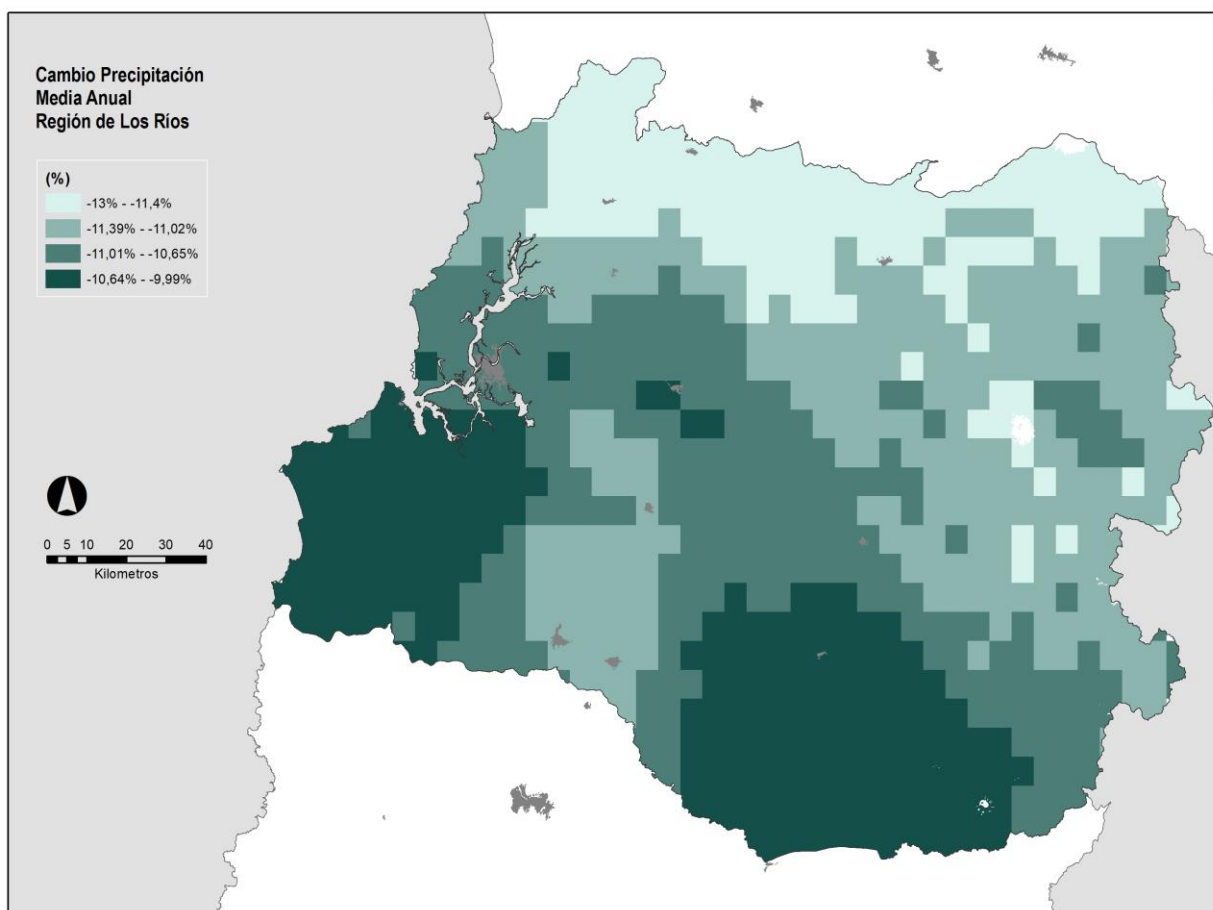 Cambio Precipitación
Media Anual
Región de Los Ríos
(%)
-13% - -11,4%
-11,39% - -11,02%
-11,01% - -10,65%
-10,64% - -9,99%
0 5 10 20 30 40
Kilometros